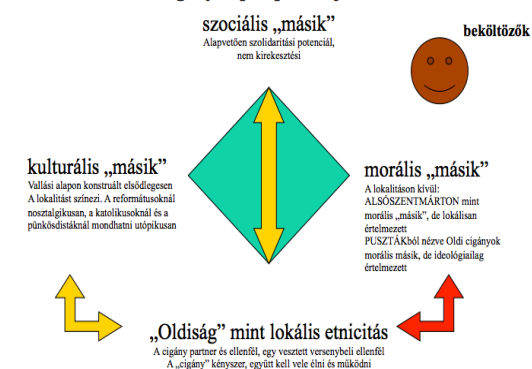 szociális „másik”
Alapvetően szolidaritási potenciál,
nem kirekesztési
beköltözők
kulturális „másik”
Vallási alapon konstruált elsődlegesen
A lokalitást színezi. A reformátusoknál
nosztalgikusan, a katolikusoknál és a
pünkösdistáknál mondhatni utópikusan
morális „másik”
A lokalitáson kívül:
ALSÓSZENTMÁRTON mint
morális „másik”, de lokálisan
értelmezett
PUSZTÁKból nézve Oldi cigányok
morális másik, de ideológiailag
értelmezett
„Oldiság” mint lokális etnicitás
A cigány partner és ellenfél, egy vesztett versenybeli ellenfél
A „cigány” kényszer, együtt kell vele élni és működni